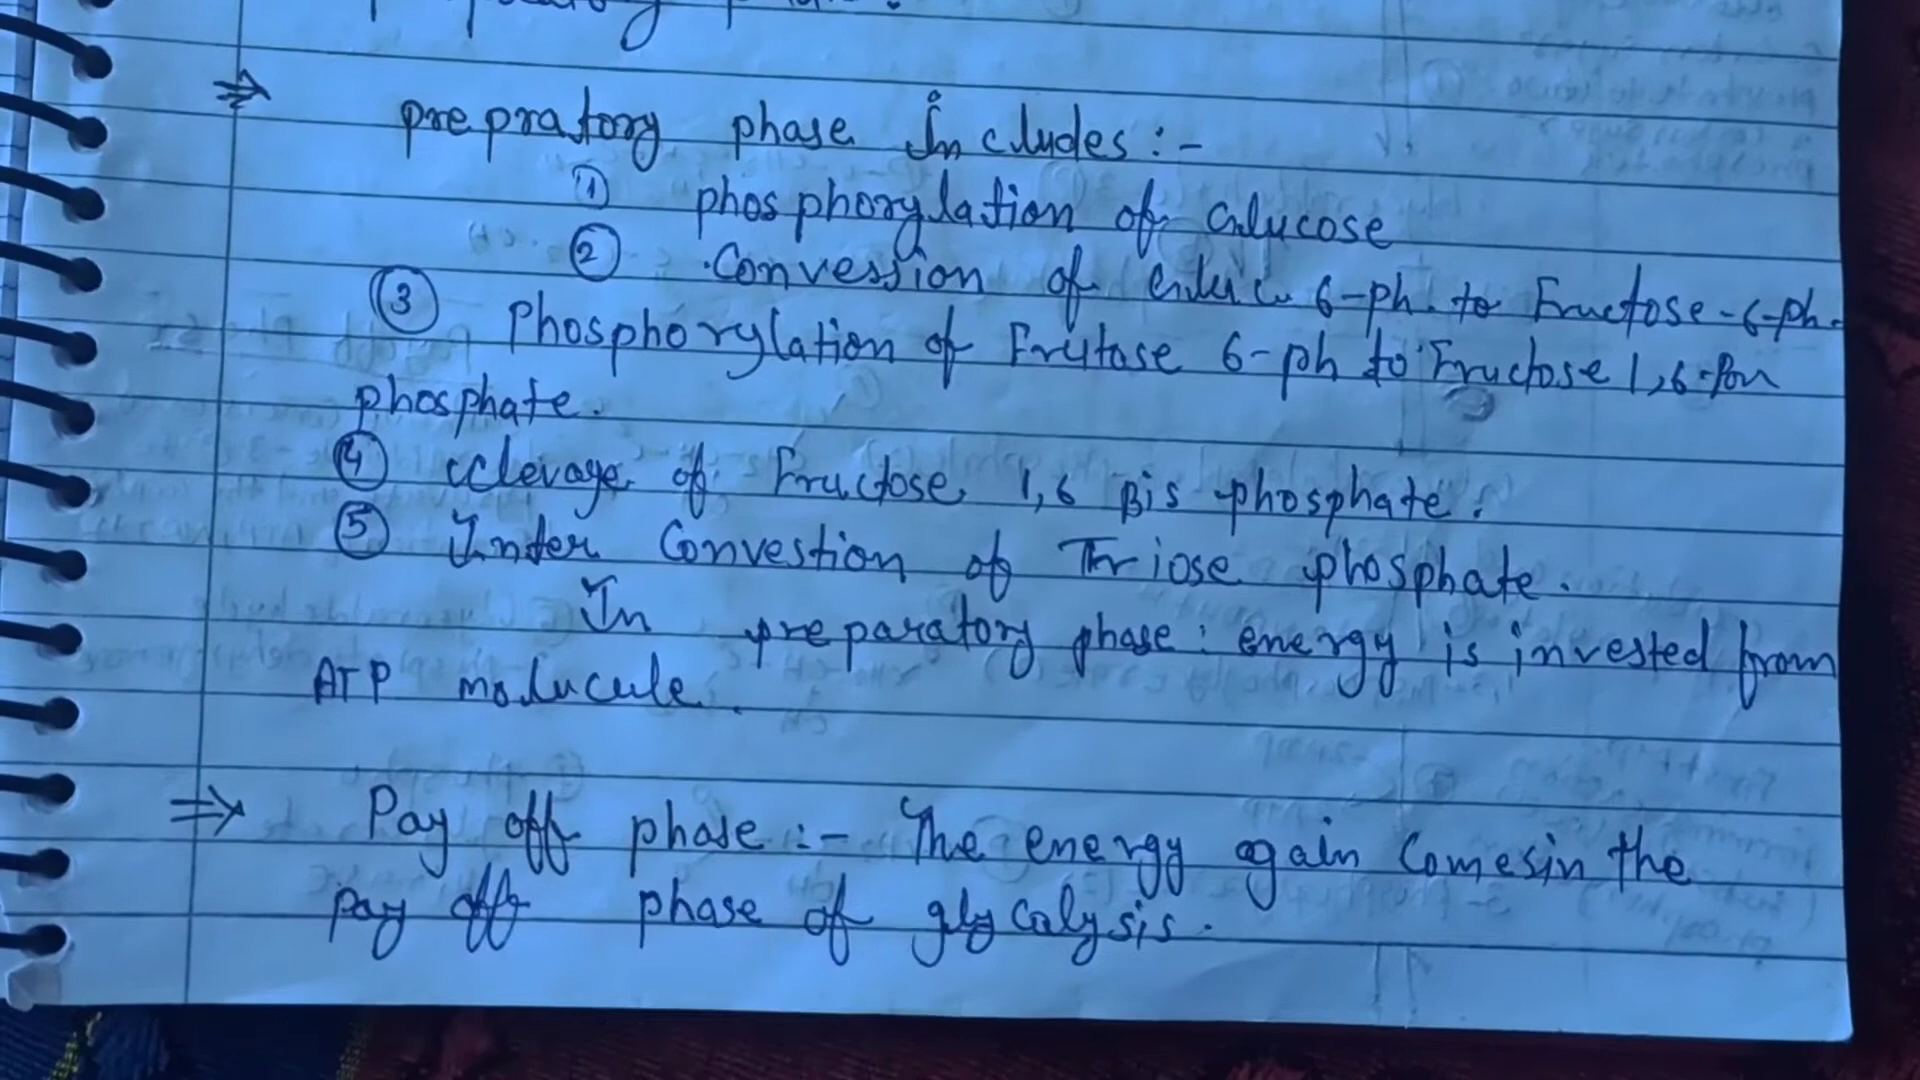 prepratory phase includes:-
① phosphorylation of Glucose
② Convession of 6-ph. to Fructose-6-ph.
③ Phosphorylation of Frutose 6-ph to Fructose 1,6-
phosphate.
④ Clevage of Fructose 1,6 Bis phosphate.
⑤ Inter Convestion of Triose phosphate.
In preparatory phase : energy is invested from
ATP molucule.
⇒ Pay off phase :- The energy again comesin the
pay off phase of glycolysis.